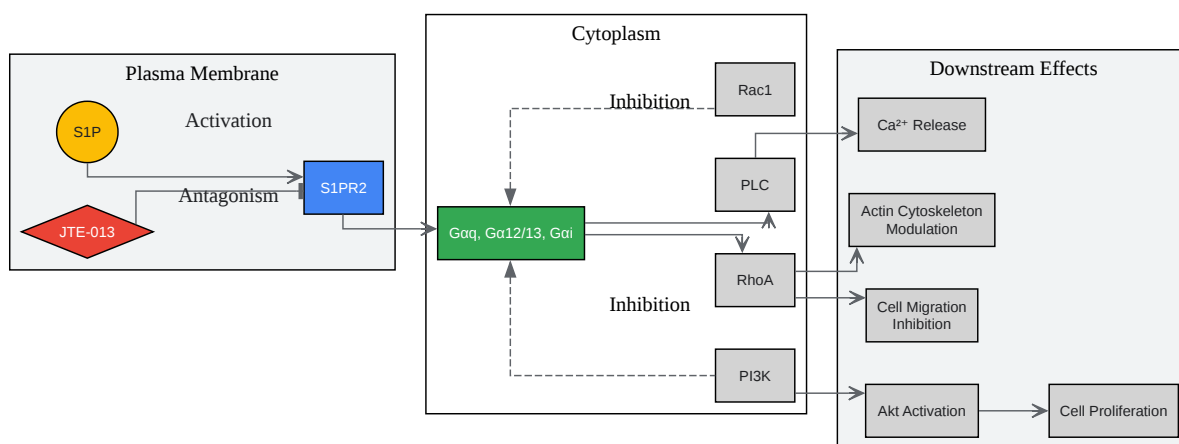 Plasma Membrane
S1P
Activation
Antagonism
S1PR2
JTE-013
Cytoplasm
Inhibition
Rac1
PLC
Gαq, Gα12/13, Gαi
RhoA
Inhibition
PI3K
Downstream Effects
Ca²⁺ Release
Actin Cytoskeleton
Modulation
Cell Migration
Inhibition
Akt Activation
Cell Proliferation